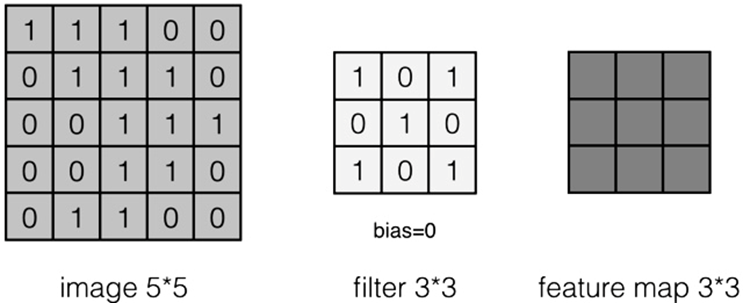 1 1 1 0 0
0 1 1 1 0
0 0 1 1 1
0 0 1 1 0
0 1 1 0 0
image 5*5
1 0 1
0 1 0
1 0 1
bias=0
filter 3*3
feature map 3*3